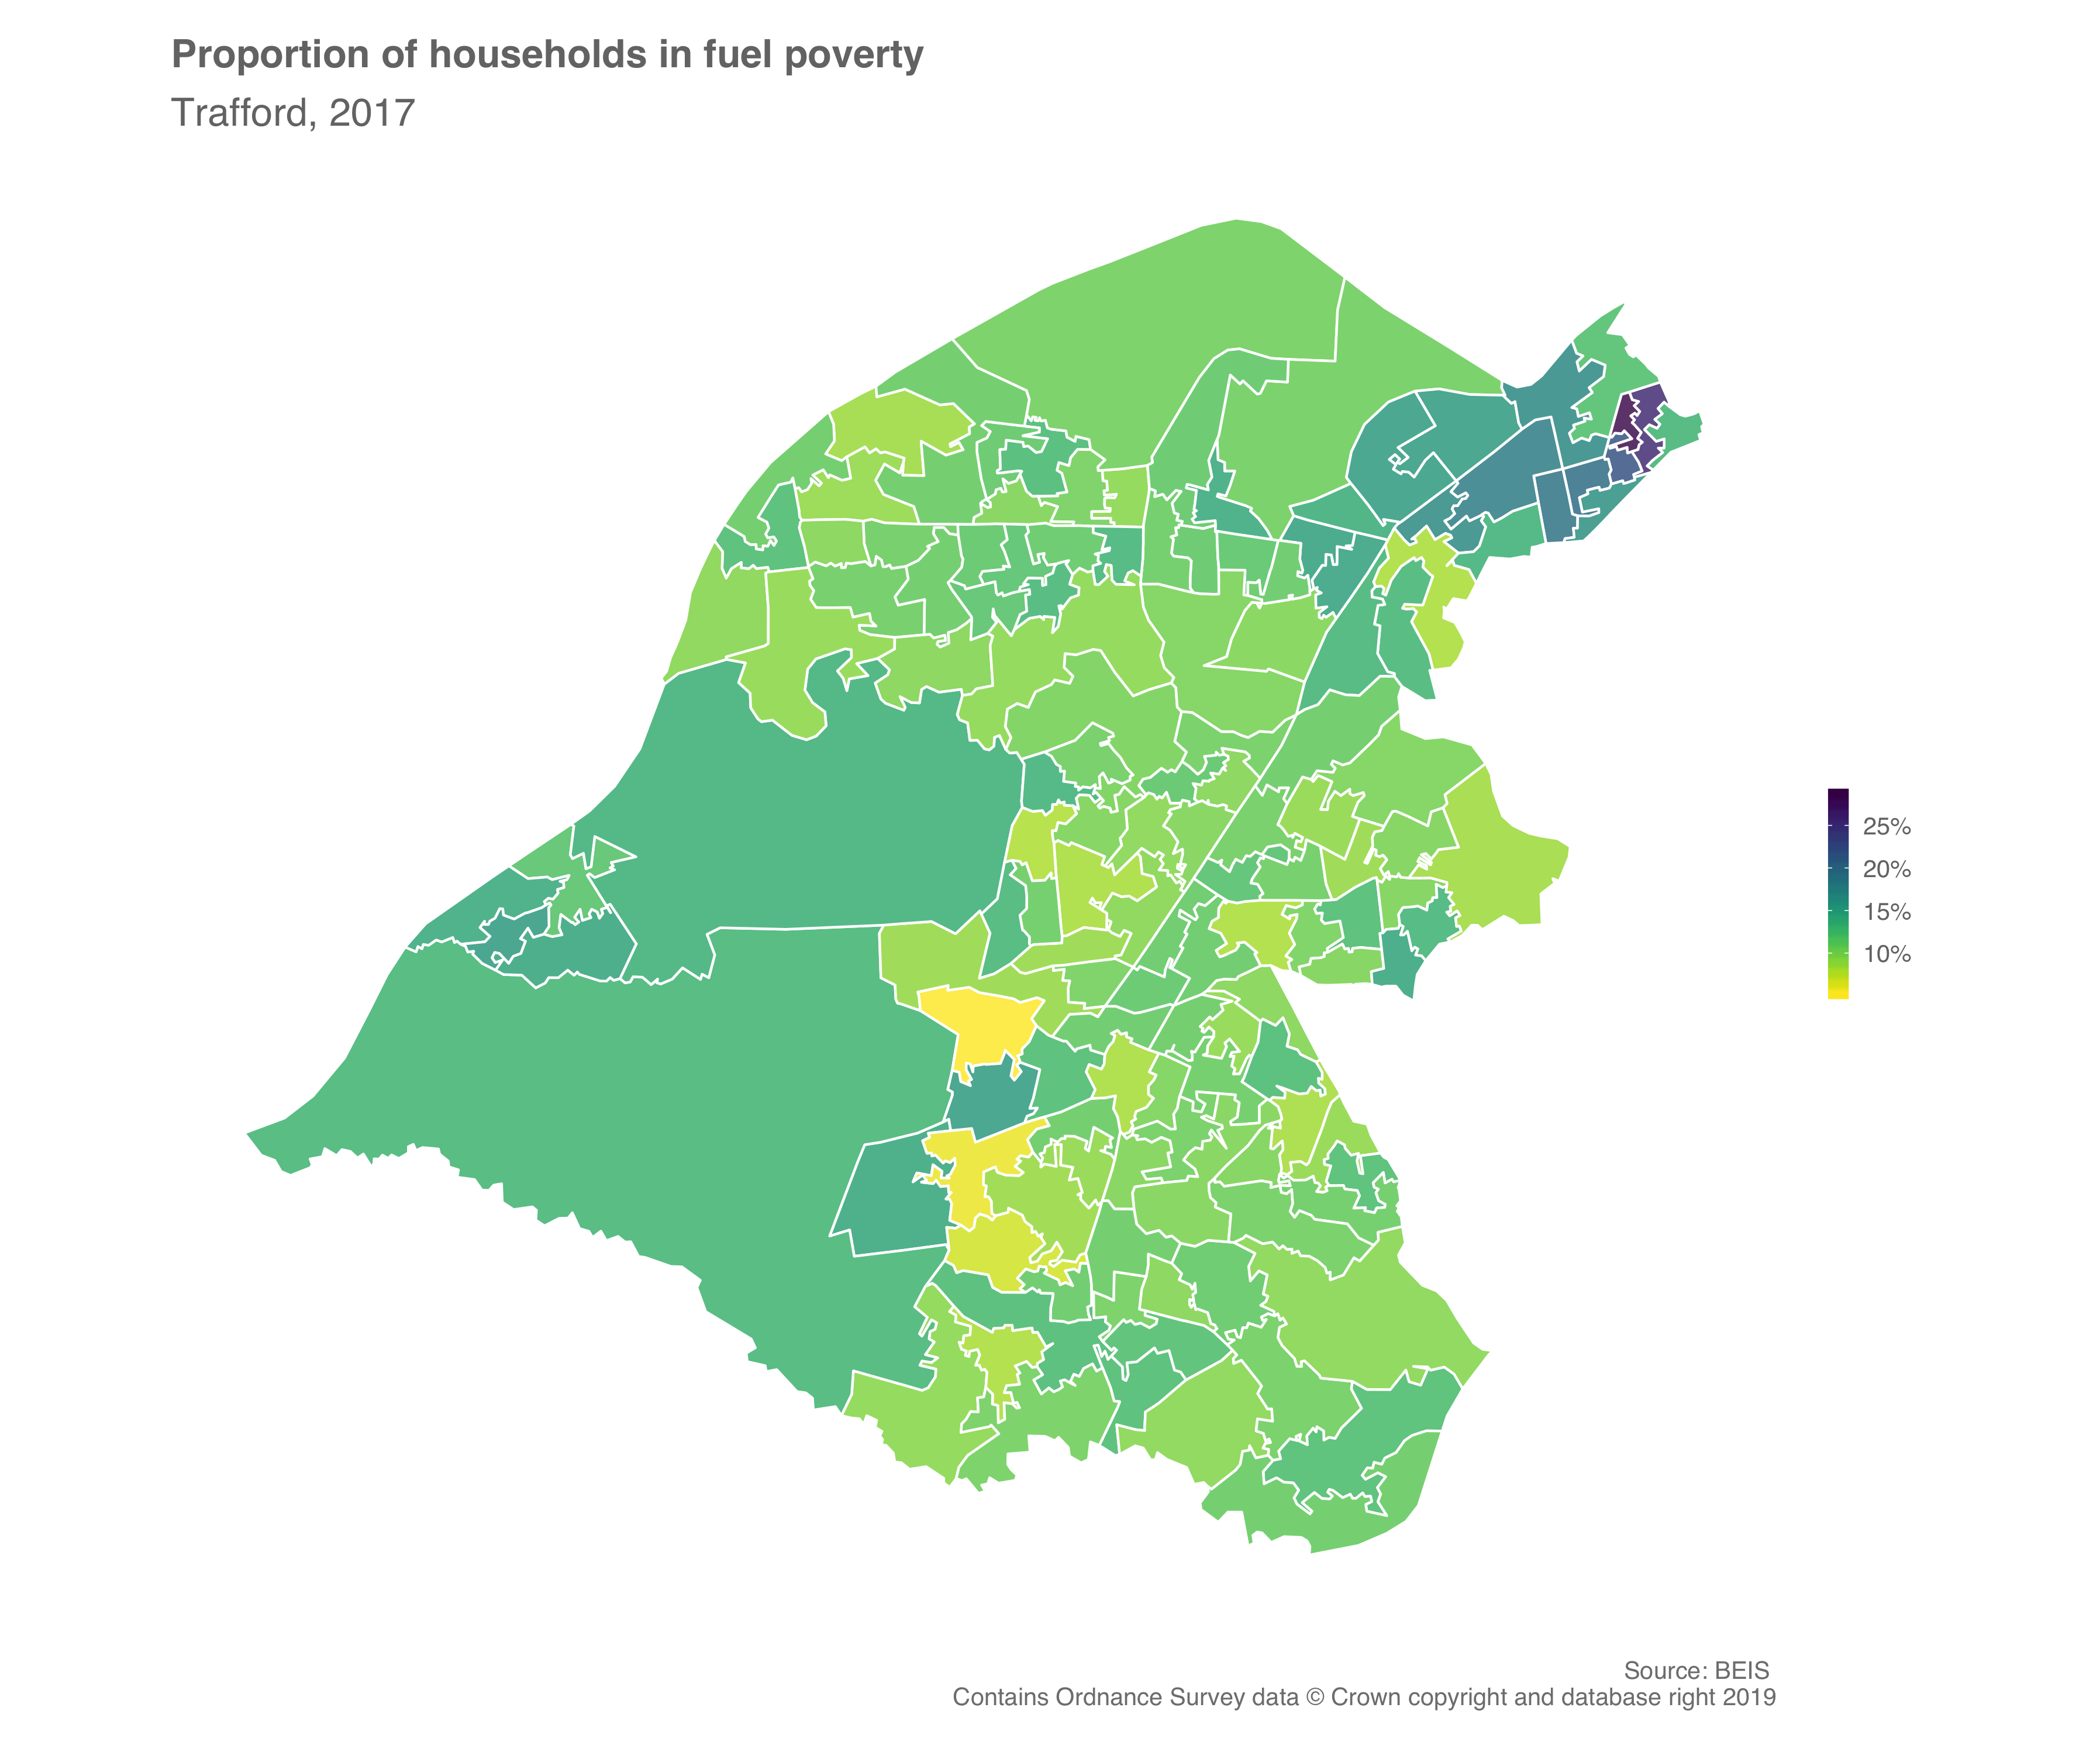 Proportion of households in fuel poverty
Trafford, 2017
25%
20%
15%
10%
Source: BEIS
Contains Ordnance Survey data © Crown copyright and database right 2019